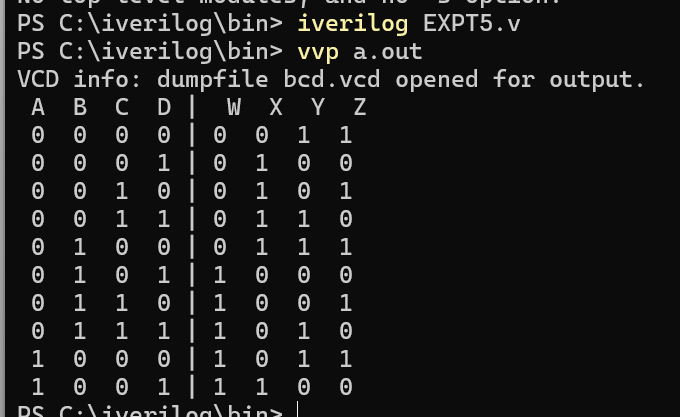 No top level modules, and no -s option.
PS C:\iverilog\bin> iverilog EXPT5.v
PS C:\iverilog\bin> vvp a.out
VCD info: dumpfile bcd.vcd opened for output.
A B C D | W X Y Z
0 0 0 0 | 0 0 1 1
0 0 0 1 | 0 1 0 0
0 0 1 0 | 0 1 0 1
0 0 1 1 | 0 1 1 0
0 1 0 0 | 0 1 1 1
0 1 0 1 | 1 0 0 0
0 1 1 0 | 1 0 0 1
0 1 1 1 | 1 0 1 0
1 0 0 0 | 1 0 1 1
1 0 0 1 | 1 1 0 0
PS C:\iverilog\bin>